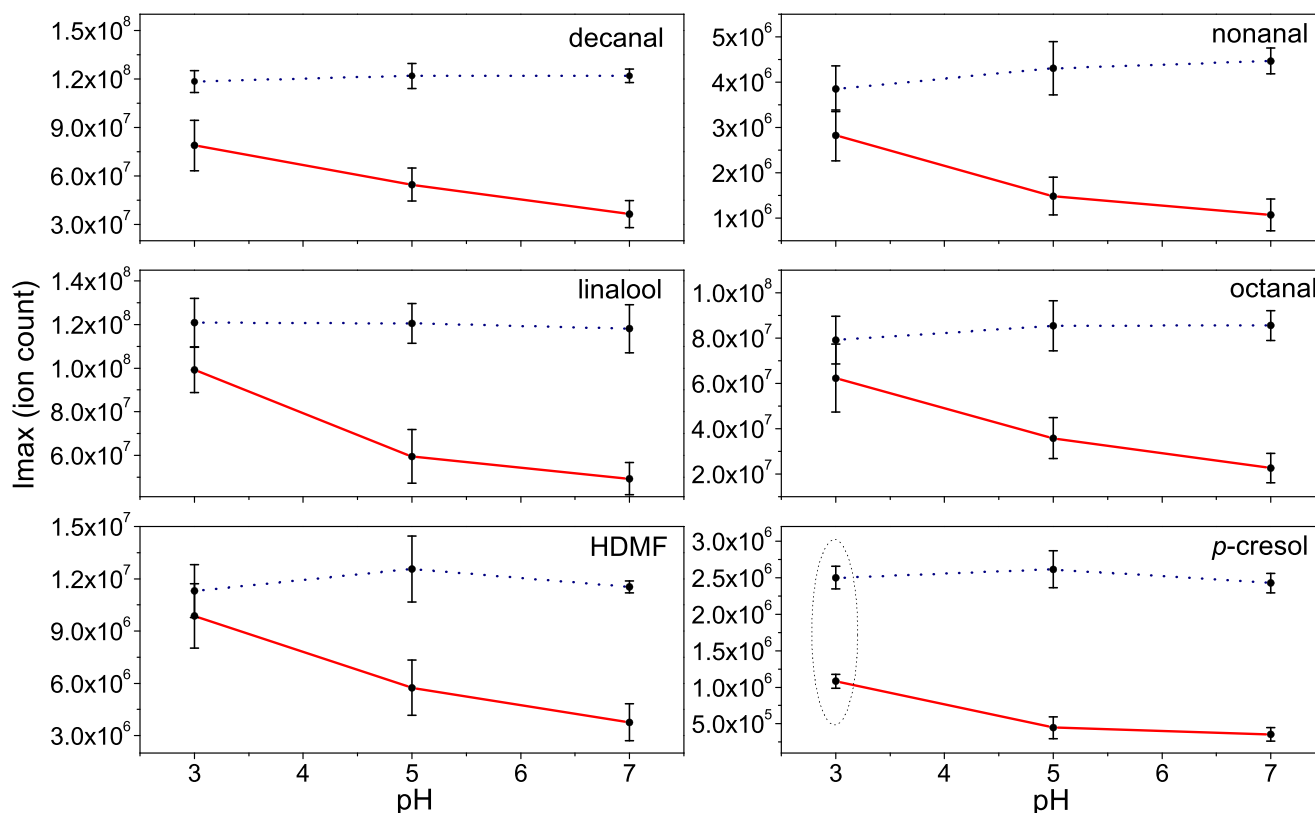 Imax (ion count)
decanal
1.5x10⁸
1.2x10⁸
9.0x10⁷
6.0x10⁷
3.0x10⁷
nonanal
5x10⁶
4x10⁶
3x10⁶
2x10⁶
1x10⁶
linalool
1.4x10⁸
1.2x10⁸
1.0x10⁸
8.0x10⁷
6.0x10⁷
octanal
1.0x10⁸
8.0x10⁷
6.0x10⁷
4.0x10⁷
2.0x10⁷
HDMF
1.5x10⁷
1.2x10⁷
9.0x10⁶
6.0x10⁶
3.0x10⁶
3 4 5 6 7
pH
p-cresol
3.0x10⁶
2.5x10⁶
2.0x10⁶
1.5x10⁶
1.0x10⁶
5.0x10⁵
3 4 5 6 7
pH